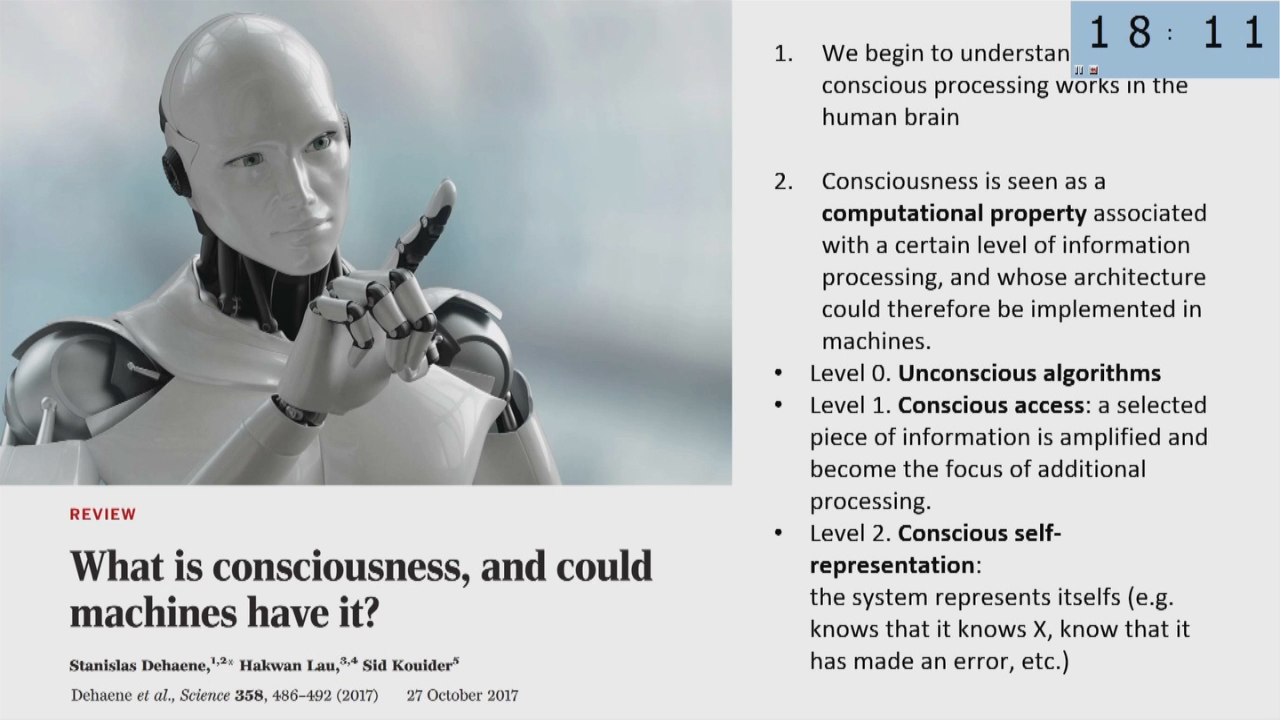 18:11
1. We begin to understan
conscious processing works in the
human brain
2. Consciousness is seen as a
computational property associated
with a certain level of information
processing, and whose architecture
could therefore be implemented in
machines.
• Level 0. Unconscious algorithms
• Level 1. Conscious access: a selected
piece of information is amplified and
become the focus of additional
processing.
• Level 2. Conscious self-
representation:
the system represents itselfs (e.g.
knows that it knows X, know that it
has made an error, etc.)
REVIEW
What is consciousness, and could
machines have it?
Stanislas Dehaene,1,2* Hakwan Lau,3,4 Sid Kouider5
Dehaene et al., Science 358, 486–492 (2017) 27 October 2017